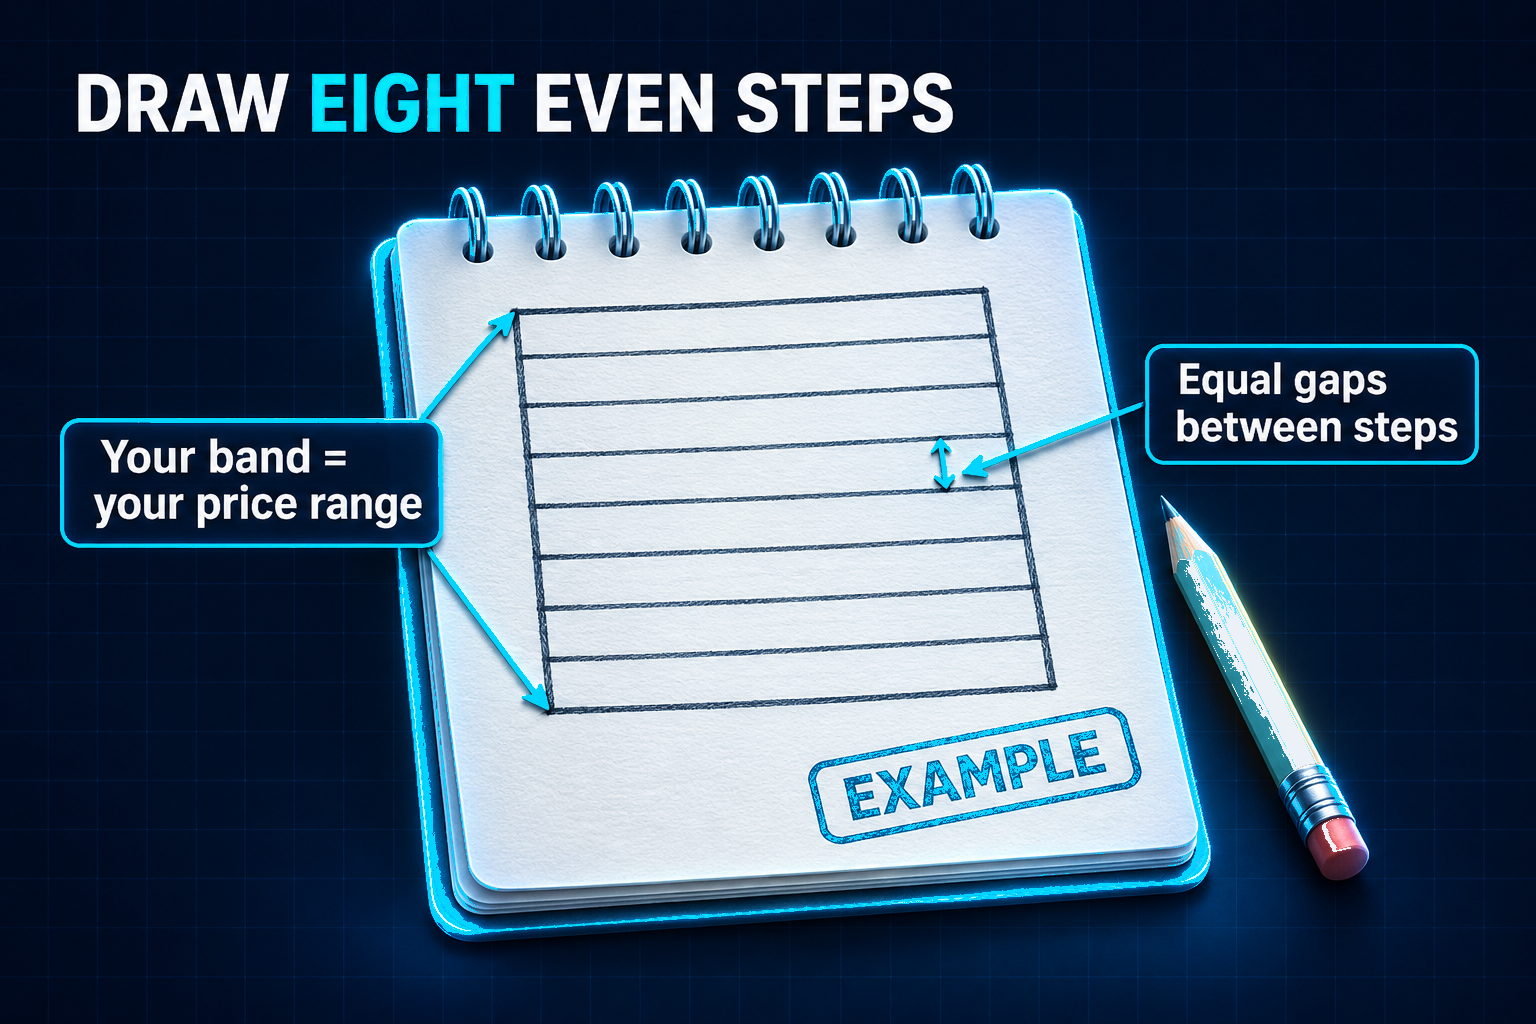 DRAW EIGHT EVEN STEPS
Your band =
your price range
Equal gaps
between steps
EXAMPLE